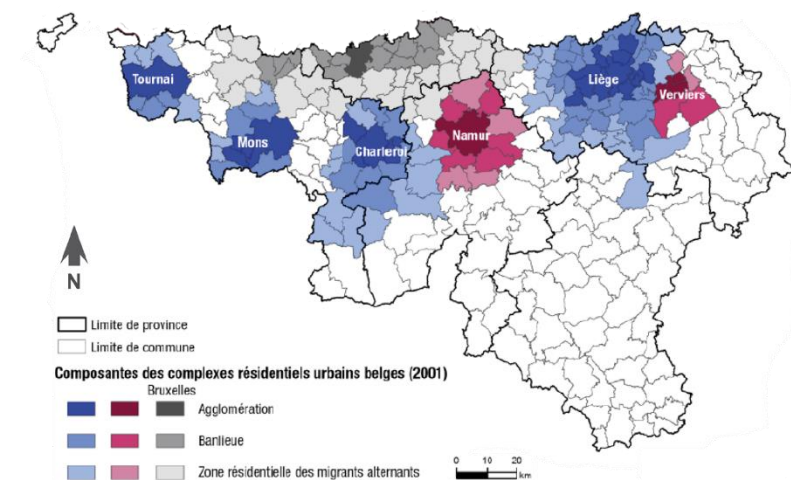 Tournai
Liège
Verviers
Mons
Charleroi
Namur
N
Limite de province
Limite de commune
Composantes des complexes résidentiels urbains belges (2001)
Bruxelles
Agglomération
Banlieue
Zone résidentielle des migrants alternants
0 10 20
km